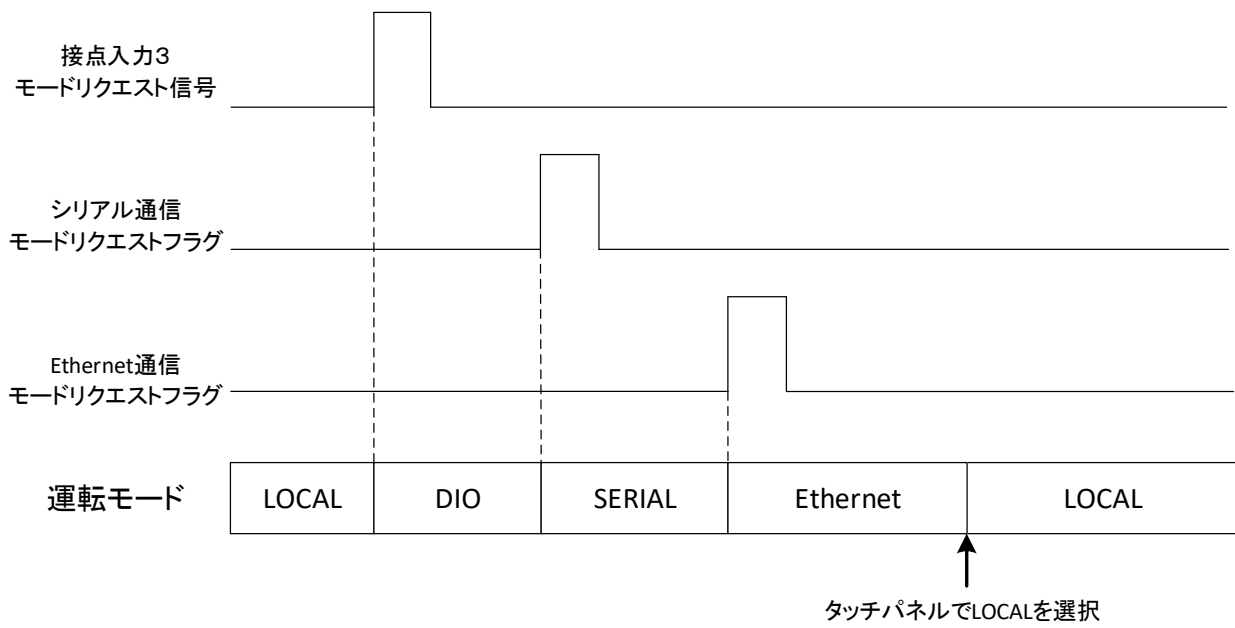 接点入力3
モードリクエスト信号
シリアル通信
モードリクエストフラグ
Ethernet通信
モードリクエストフラグ
運転モード
LOCAL
DIO
SERIAL
Ethernet
LOCAL
タッチパネルでLOCALを選択